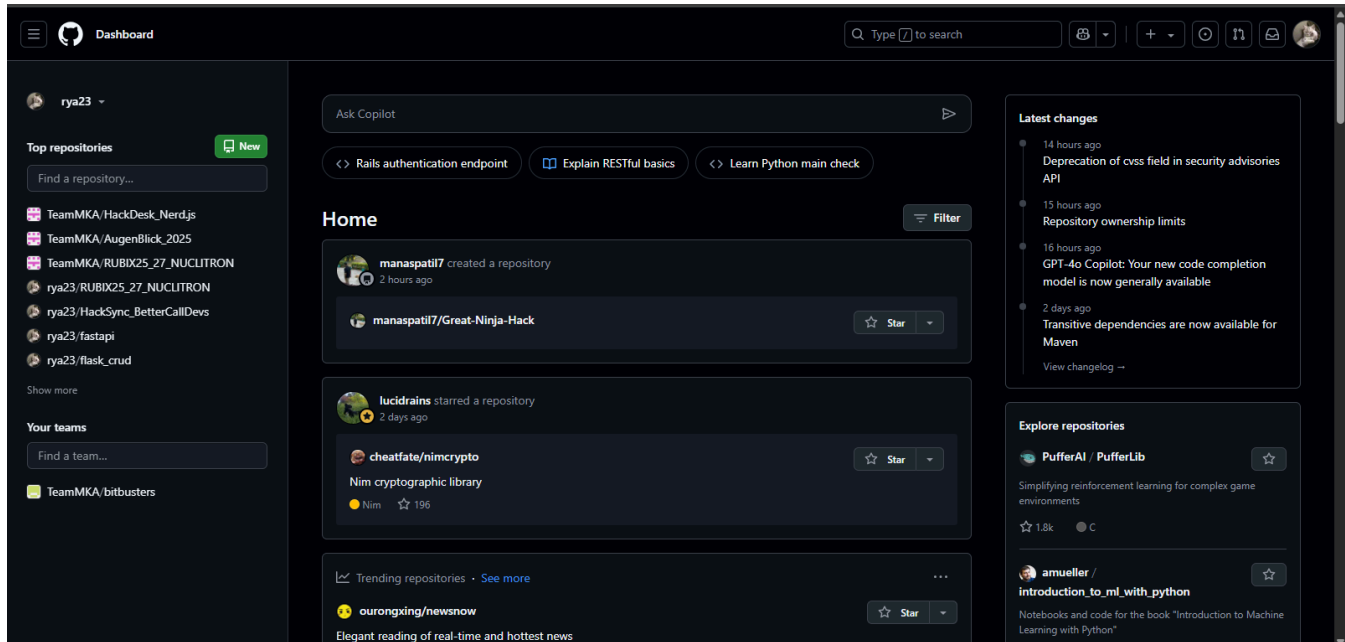 Dashboard
Type / to search
rya23
Top repositories
New
Find a repository...
TeamMKA/HackDesk_Nerd.js
TeamMKA/AugenBlick_2025
TeamMKA/RUBIX25_27_NUCLITRON
rya23/RUBIX25_27_NUCLITRON
rya23/HackSync_BetterCallDevs
rya23/fastapi
rya23/flask_crud
Show more
Your teams
Find a team...
TeamMKA/bitbusters
Ask Copilot
Rails authentication endpoint
Explain RESTful basics
Learn Python main check
Home
Filter
manaspatil7 created a repository
2 hours ago
manaspatil7/Great-Ninja-Hack
Star
lucidrains starred a repository
2 days ago
cheatfate/nimcrypto
Star
Nim cryptographic library
Nim 196
Trending repositories · See more
ourongxing/newsnow
Star
Elegant reading of real-time and hottest news
Latest changes
14 hours ago
Deprecation of cvss field in security advisories
API
15 hours ago
Repository ownership limits
16 hours ago
GPT-4o Copilot: Your new code completion
model is now generally available
2 days ago
Transitive dependencies are now available for
Maven
View changelog →
Explore repositories
PufferAI / PufferLib
Simplifying reinforcement learning for complex game
environments
1.8k C
amueller /
introduction_to_ml_with_python
Notebooks and code for the book "Introduction to Machine
Learning with Python"